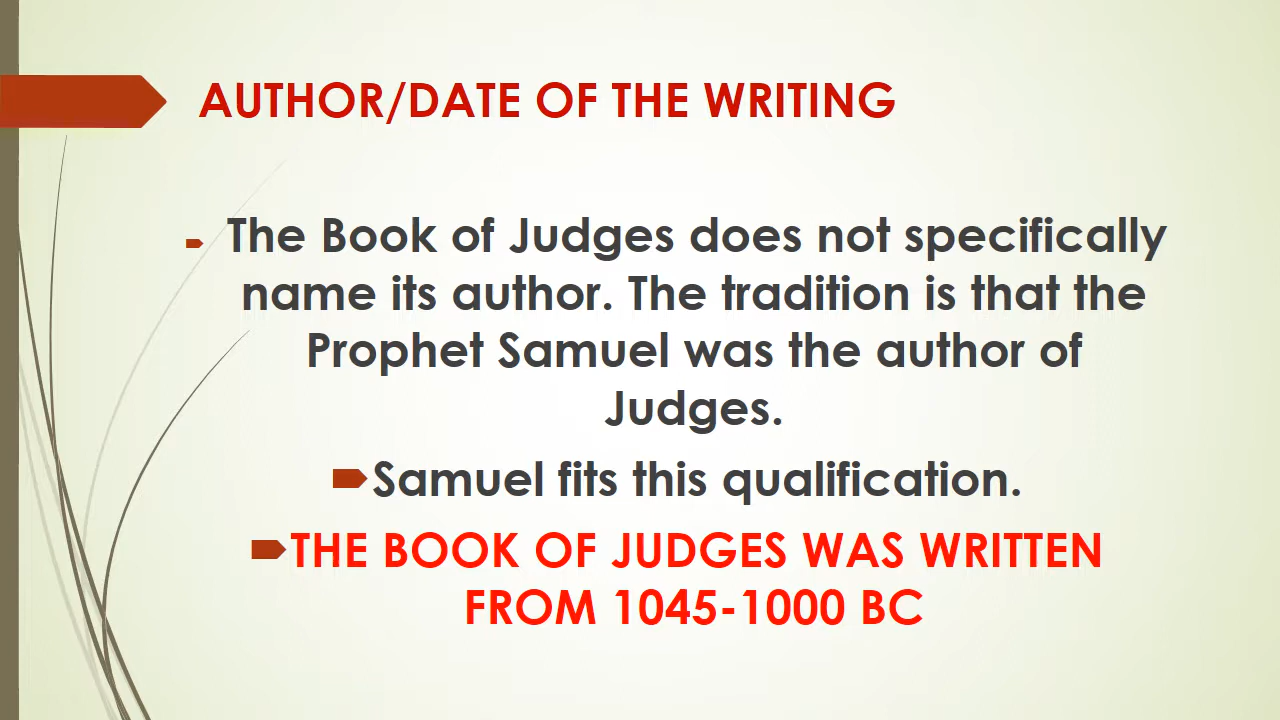 AUTHOR/DATE OF THE WRITING
The Book of Judges does not specifically
name its author. The tradition is that the
Prophet Samuel was the author of
Judges.
Samuel fits this qualification.
THE BOOK OF JUDGES WAS WRITTEN
FROM 1045-1000 BC